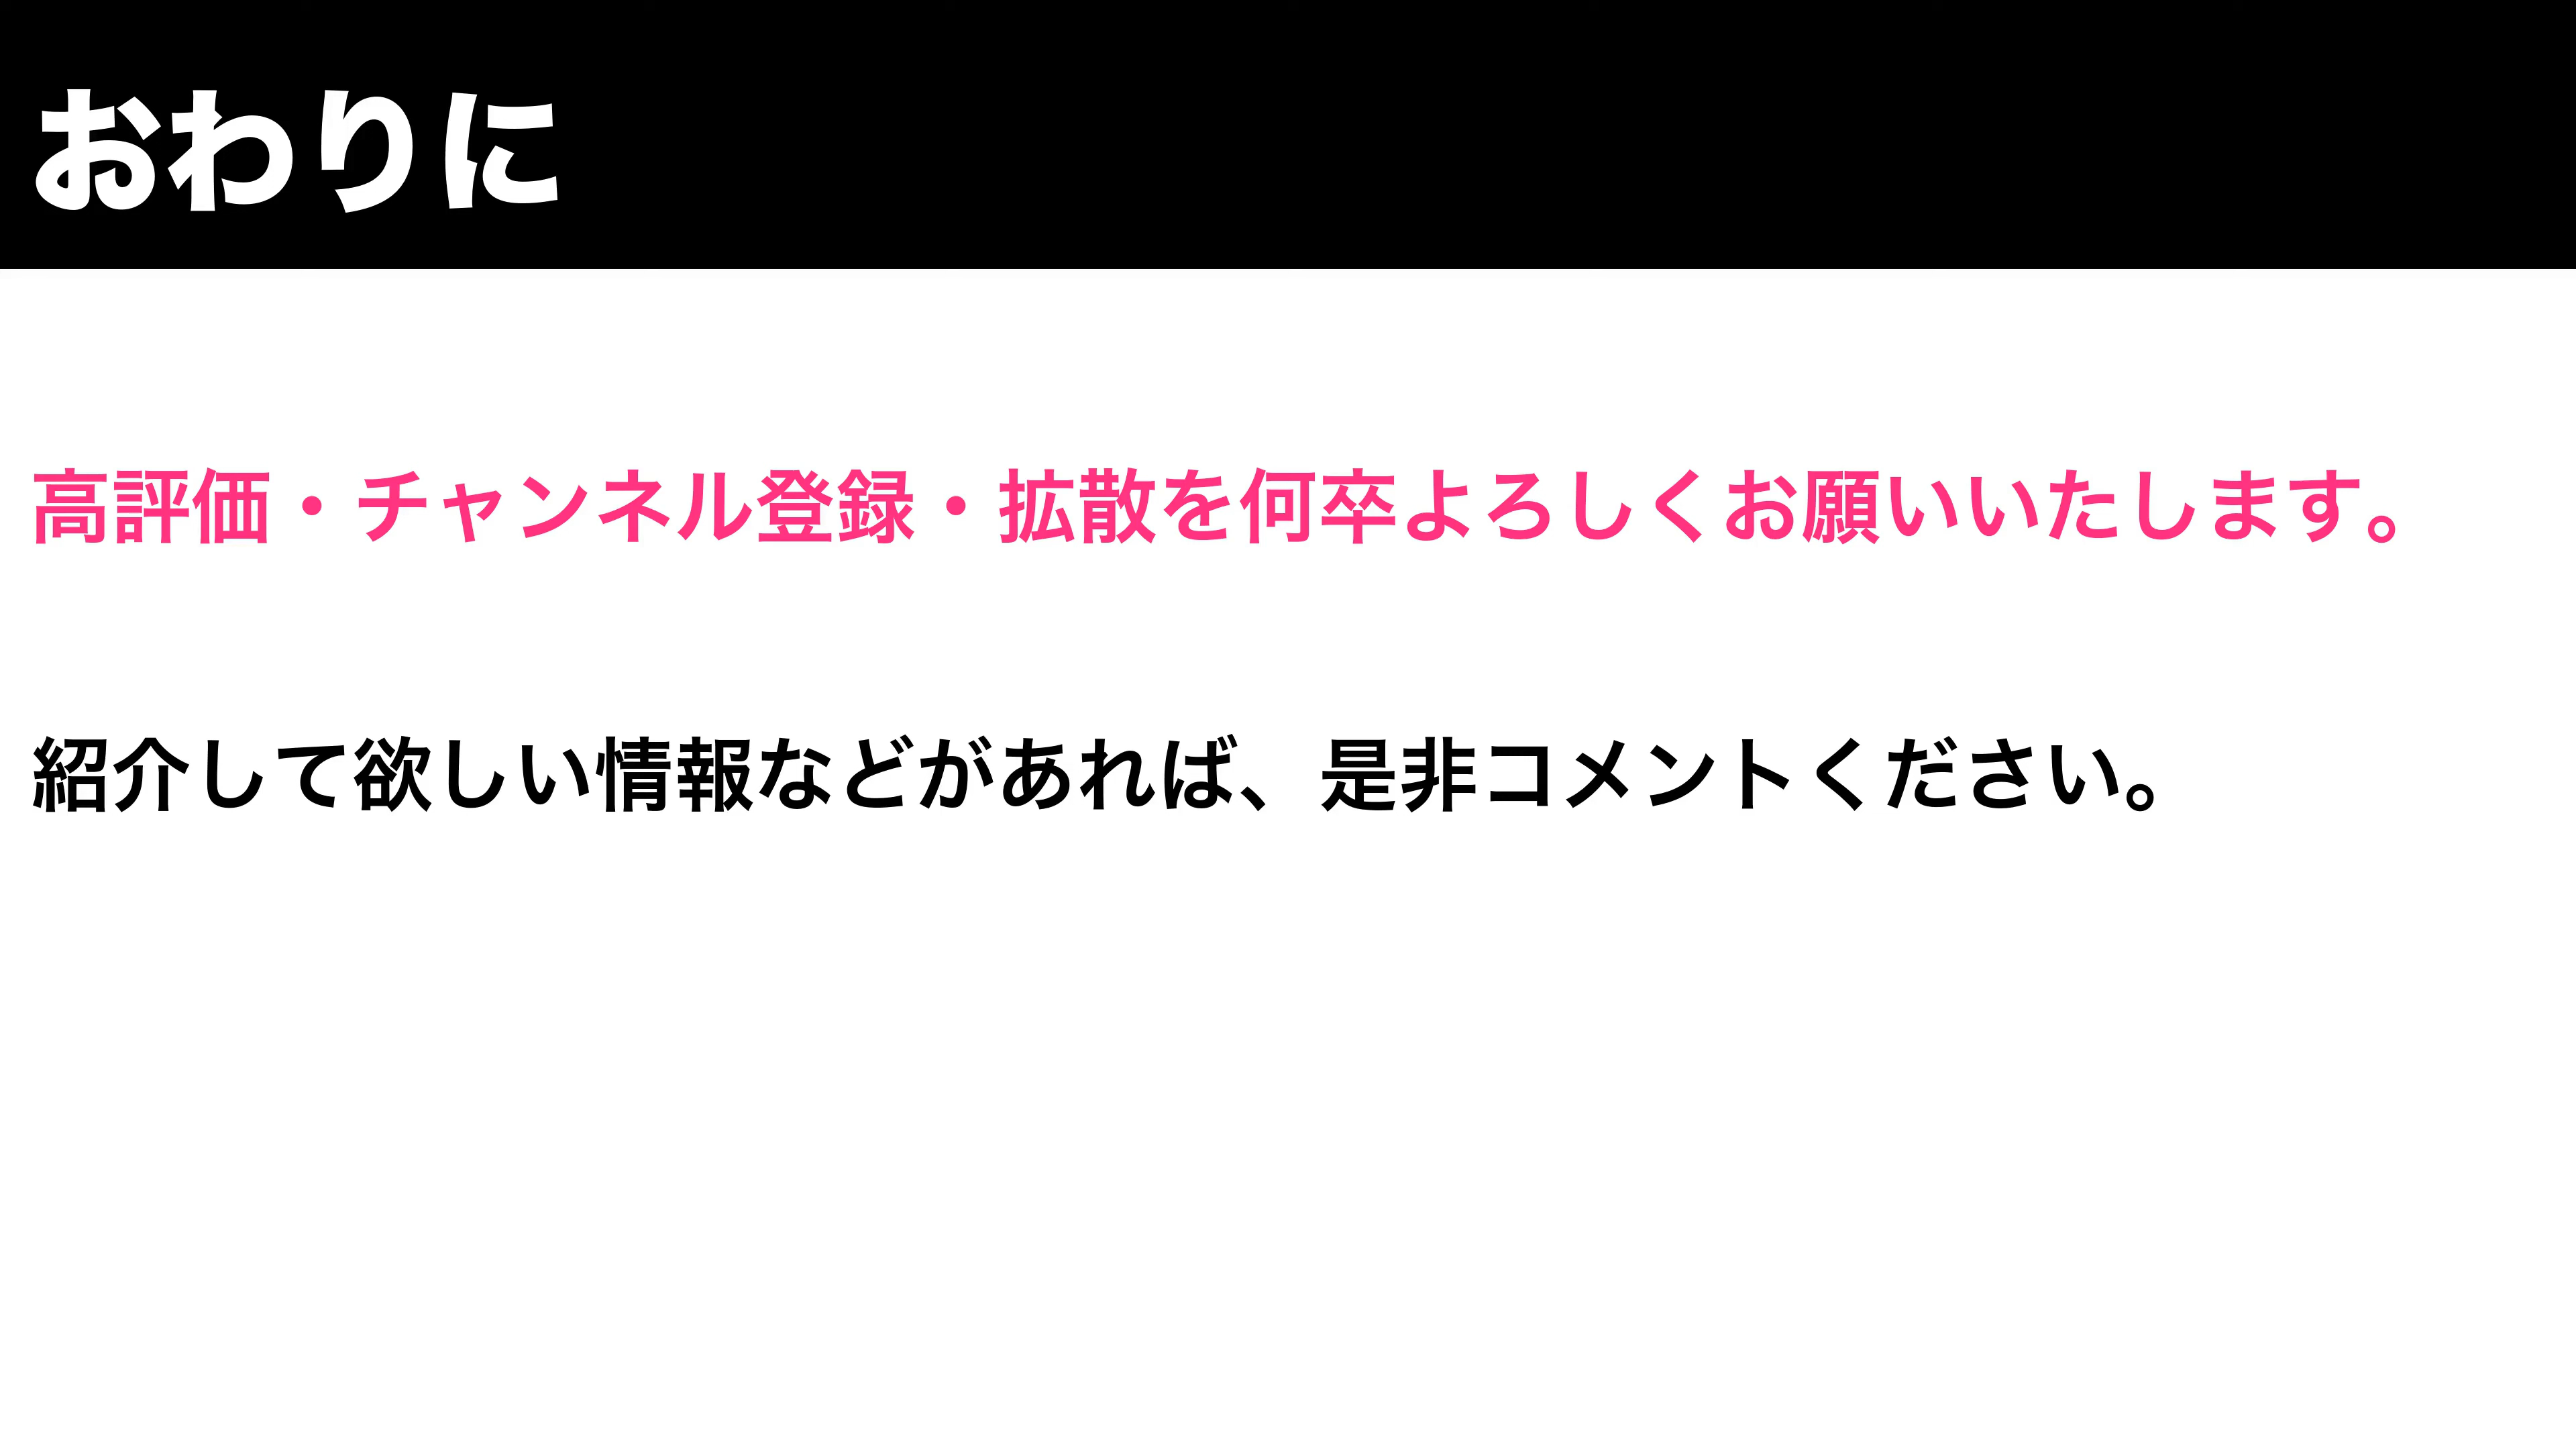 おわりに
高評価・チャンネル登録・拡散を何卒よろしくお願いいたします。
紹介して欲しい情報などがあれば、是非コメントください。